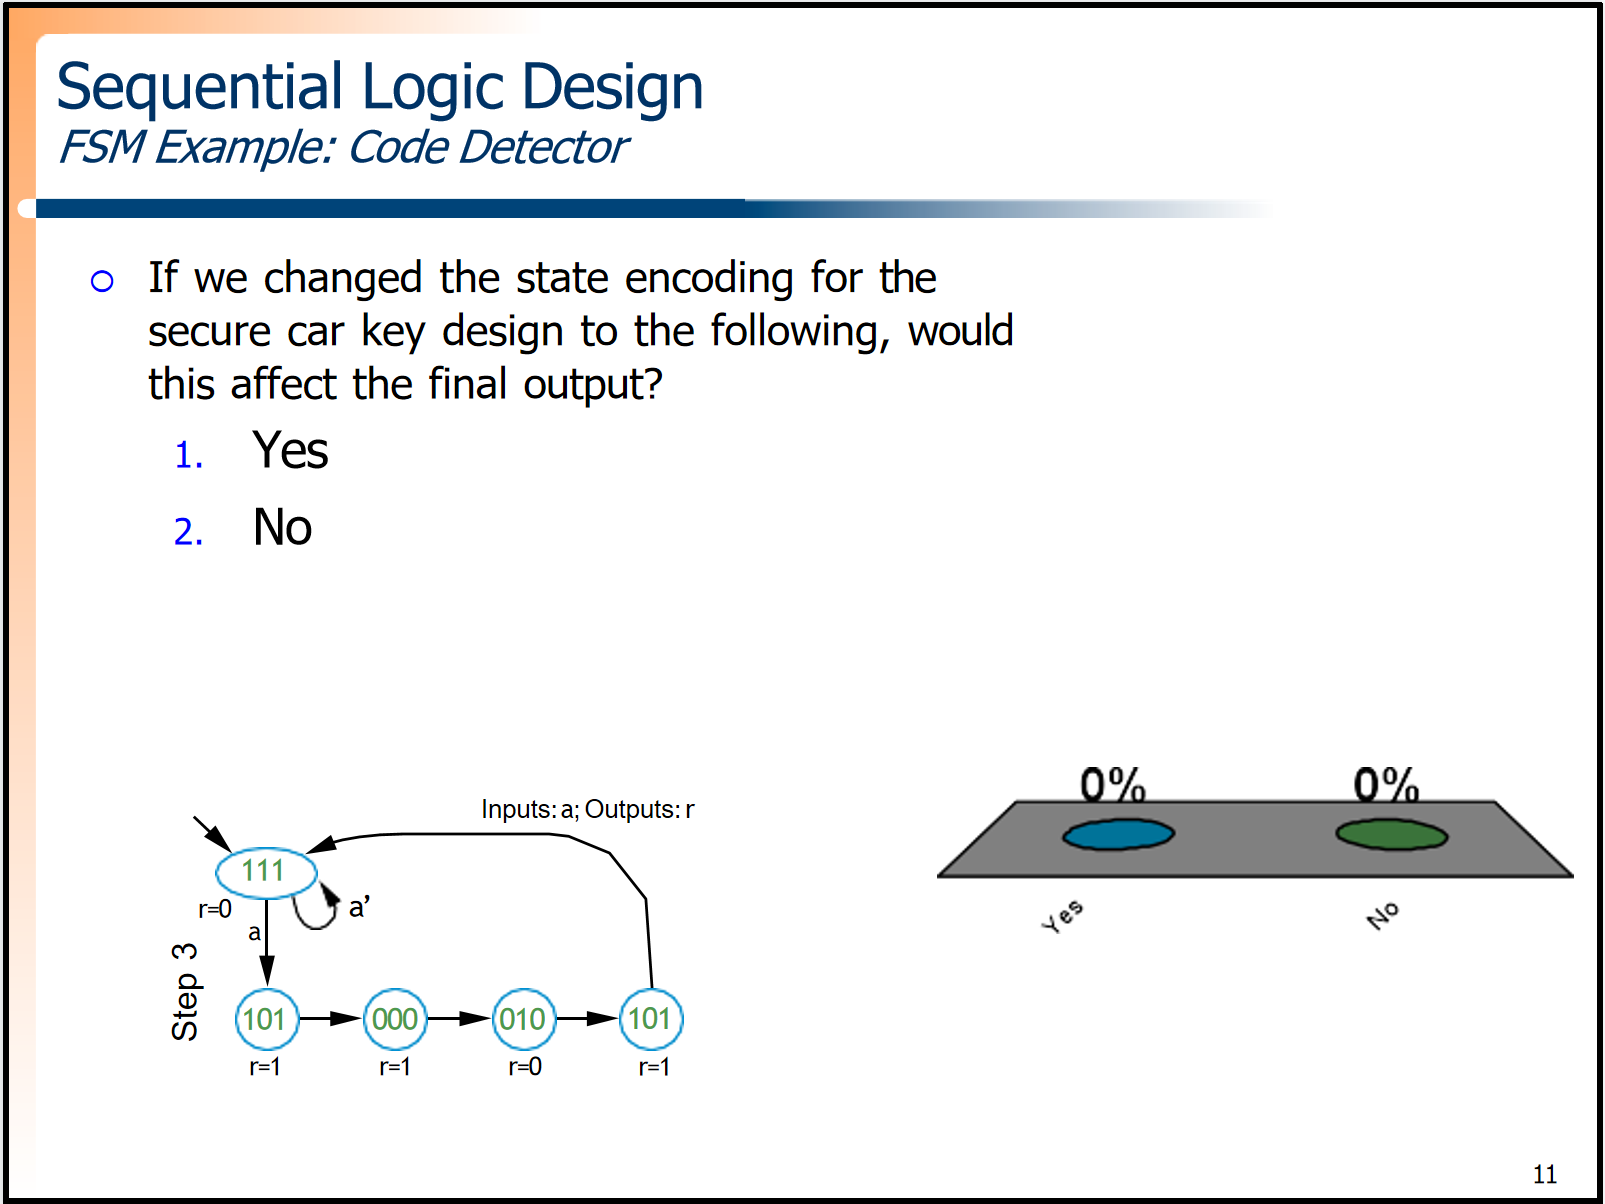 Sequential Logic Design
FSM Example: Code Detector
If we changed the state encoding for the
secure car key design to the following, would
this affect the final output?
1. Yes
2. No
0% 0%
Yes No
Inputs: a; Outputs: r
111
r=0
a’
a
Step 3
101 000 010 101
r=1 r=1 r=0 r=1
11